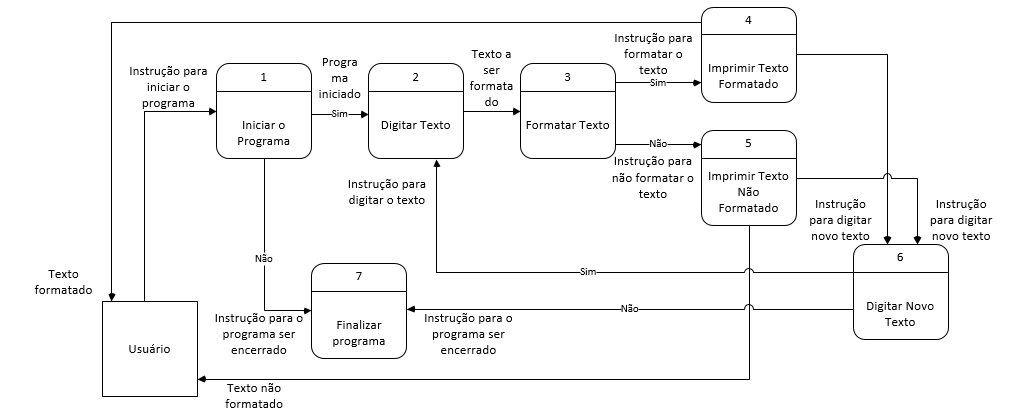 4
Imprimir Texto
Formatado
Instrução para
formatar o
texto
Sim
Texto a
ser
formata
do
Progra
ma
iniciado
Sim
Instrução para
iniciar o
programa
1
Iniciar o
Programa
2
Digitar Texto
3
Formatar Texto
Não
Instrução para
não formatar o
texto
5
Imprimir Texto
Não
Formatado
Instrução para
digitar o texto
Instrução
para digitar
novo texto
Instrução
para digitar
novo texto
Não
6
Digitar Novo
Texto
Sim
Não
7
Finalizar
programa
Texto
formatado
Instrução para o
programa ser
encerrado
Instrução para o
programa ser
encerrado
Usuário
Texto não
formatado